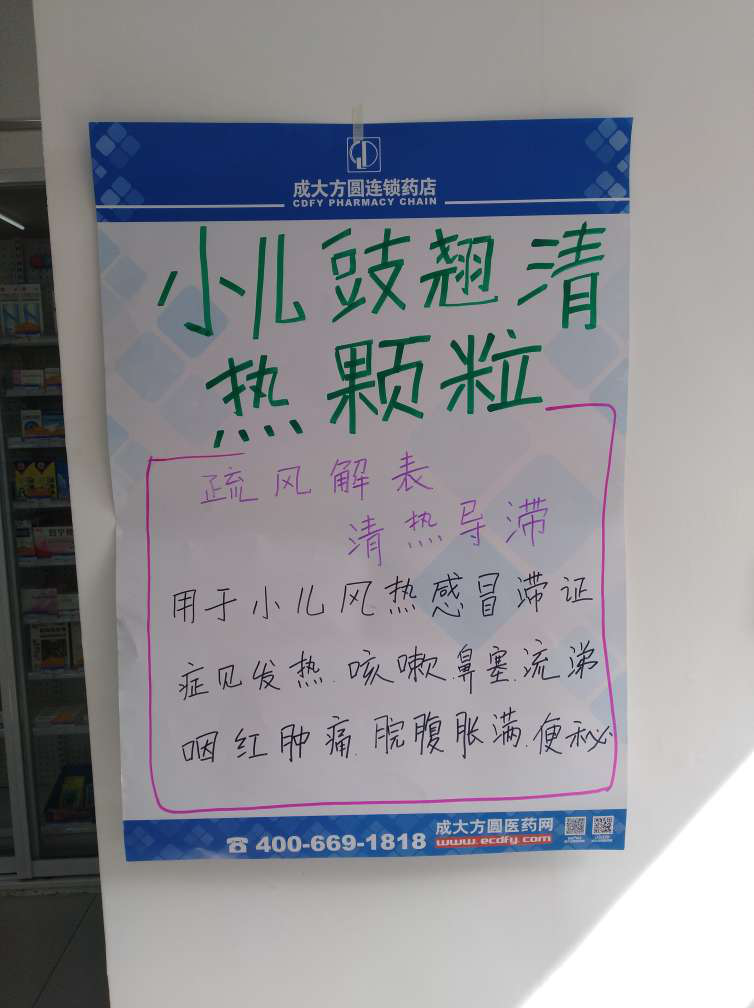 成大方圆连锁药店
CDFY PHARMACY CHAIN
小儿豉翘清
热颗粒
疏风解表
清热导滞
用于小儿风热感冒滞证
症见发热.咳嗽鼻塞.流涕
咽红肿痛.脘腹胀满.便秘.
☎400-669-1818
成大方圆医药网
www.ecdfy.com